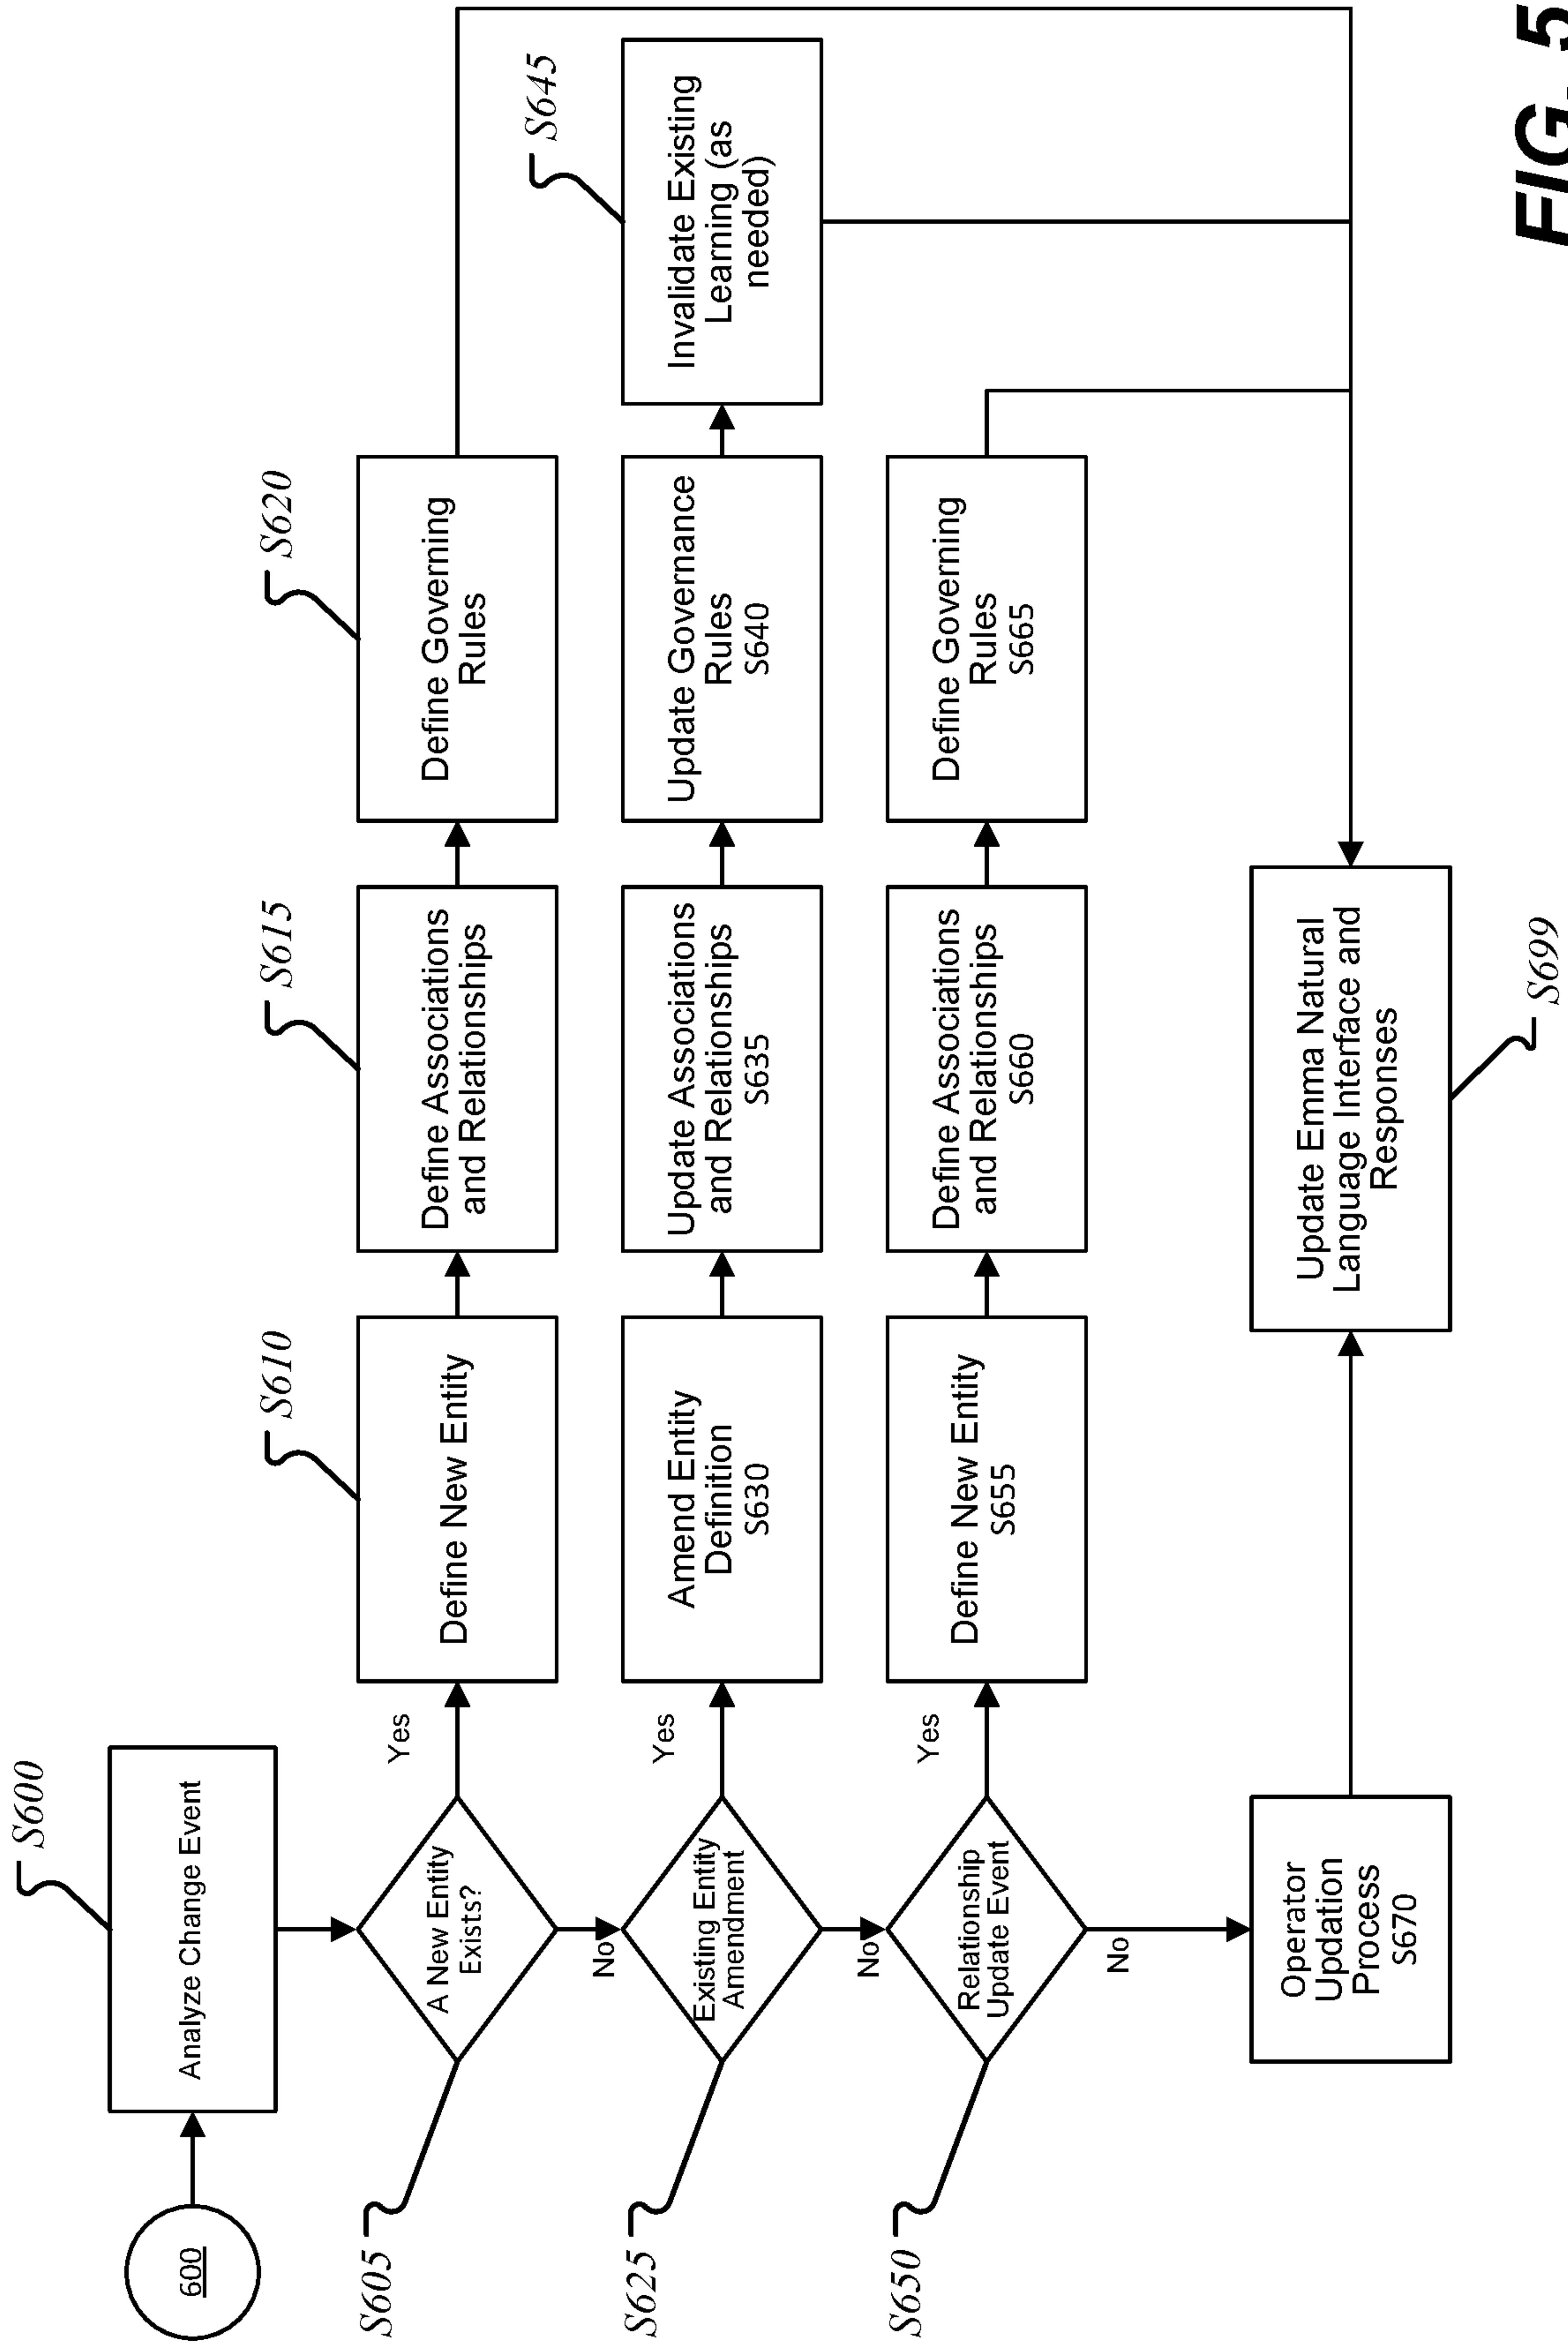 600
S600
Analyze Change Event
S605
A New Entity
Exists?
Yes
No
S610
Define New Entity
S615
Define Associations
and Relationships
S620
Define Governing
Rules
S625
Existing Entity
Amendment
Yes
No
Amend Entity
Definition
S630
Update Associations
and Relationships
S635
Update Governance
Rules
S640
S645
Invalidate Existing
Learning (as
needed)
S650
Relationship
Update Event
Yes
No
Define New Entity
S655
Define Associations
and Relationships
S660
Define Governing
Rules
S665
Operator
Updation
Process
S670
Update Emma Natural
Language Interface and
Responses
S699
FIG. 5